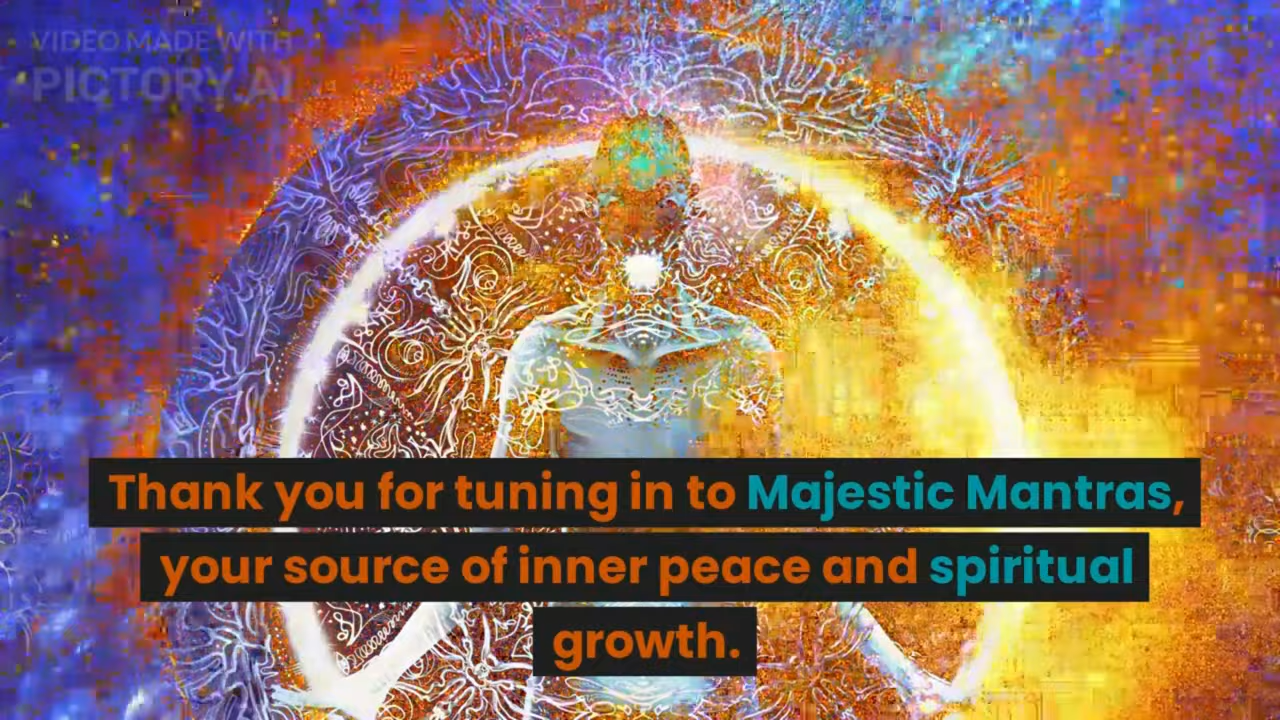 VIDEO MADE WITH
PICTORY.AI
Thank you for tuning in to Majestic Mantras,
your source of inner peace and spiritual
growth.